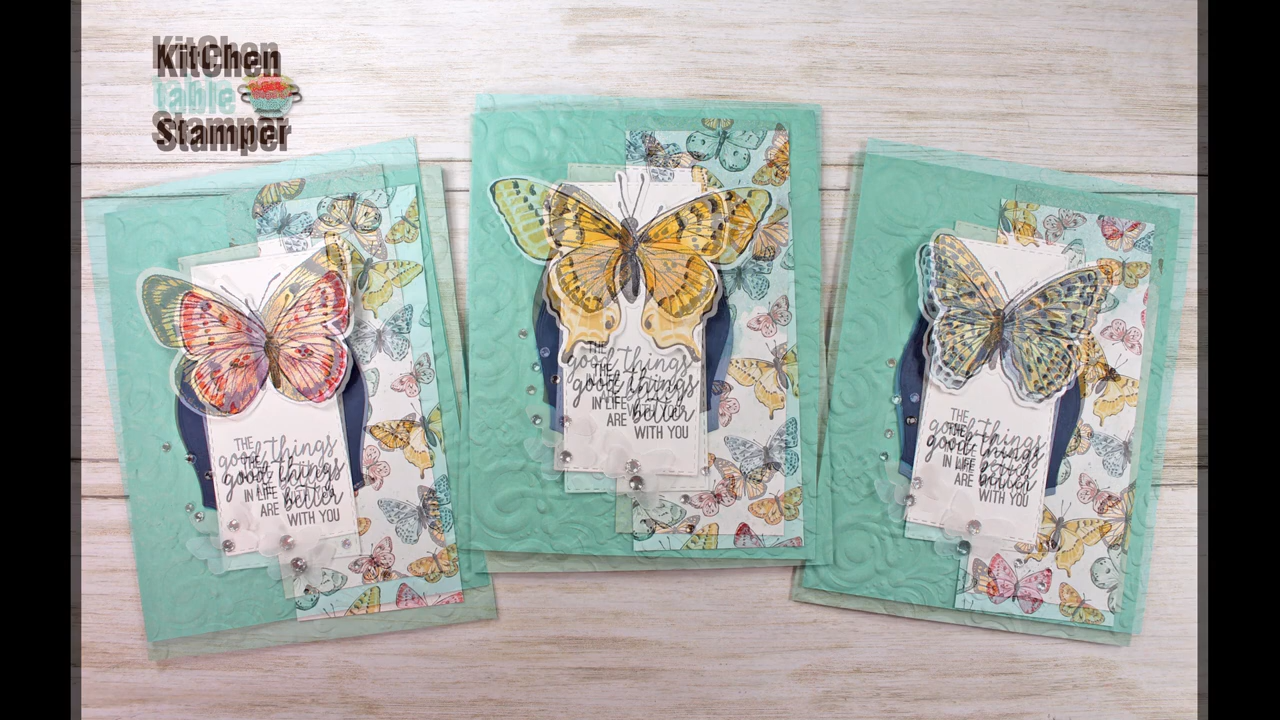 KitChen
table
Stamper
THE
good things
IN LIFE
ARE better
WITH YOU
THE
good things
IN LIFE
ARE better
WITH YOU
THE
good things
IN LIFE
ARE better
WITH YOU